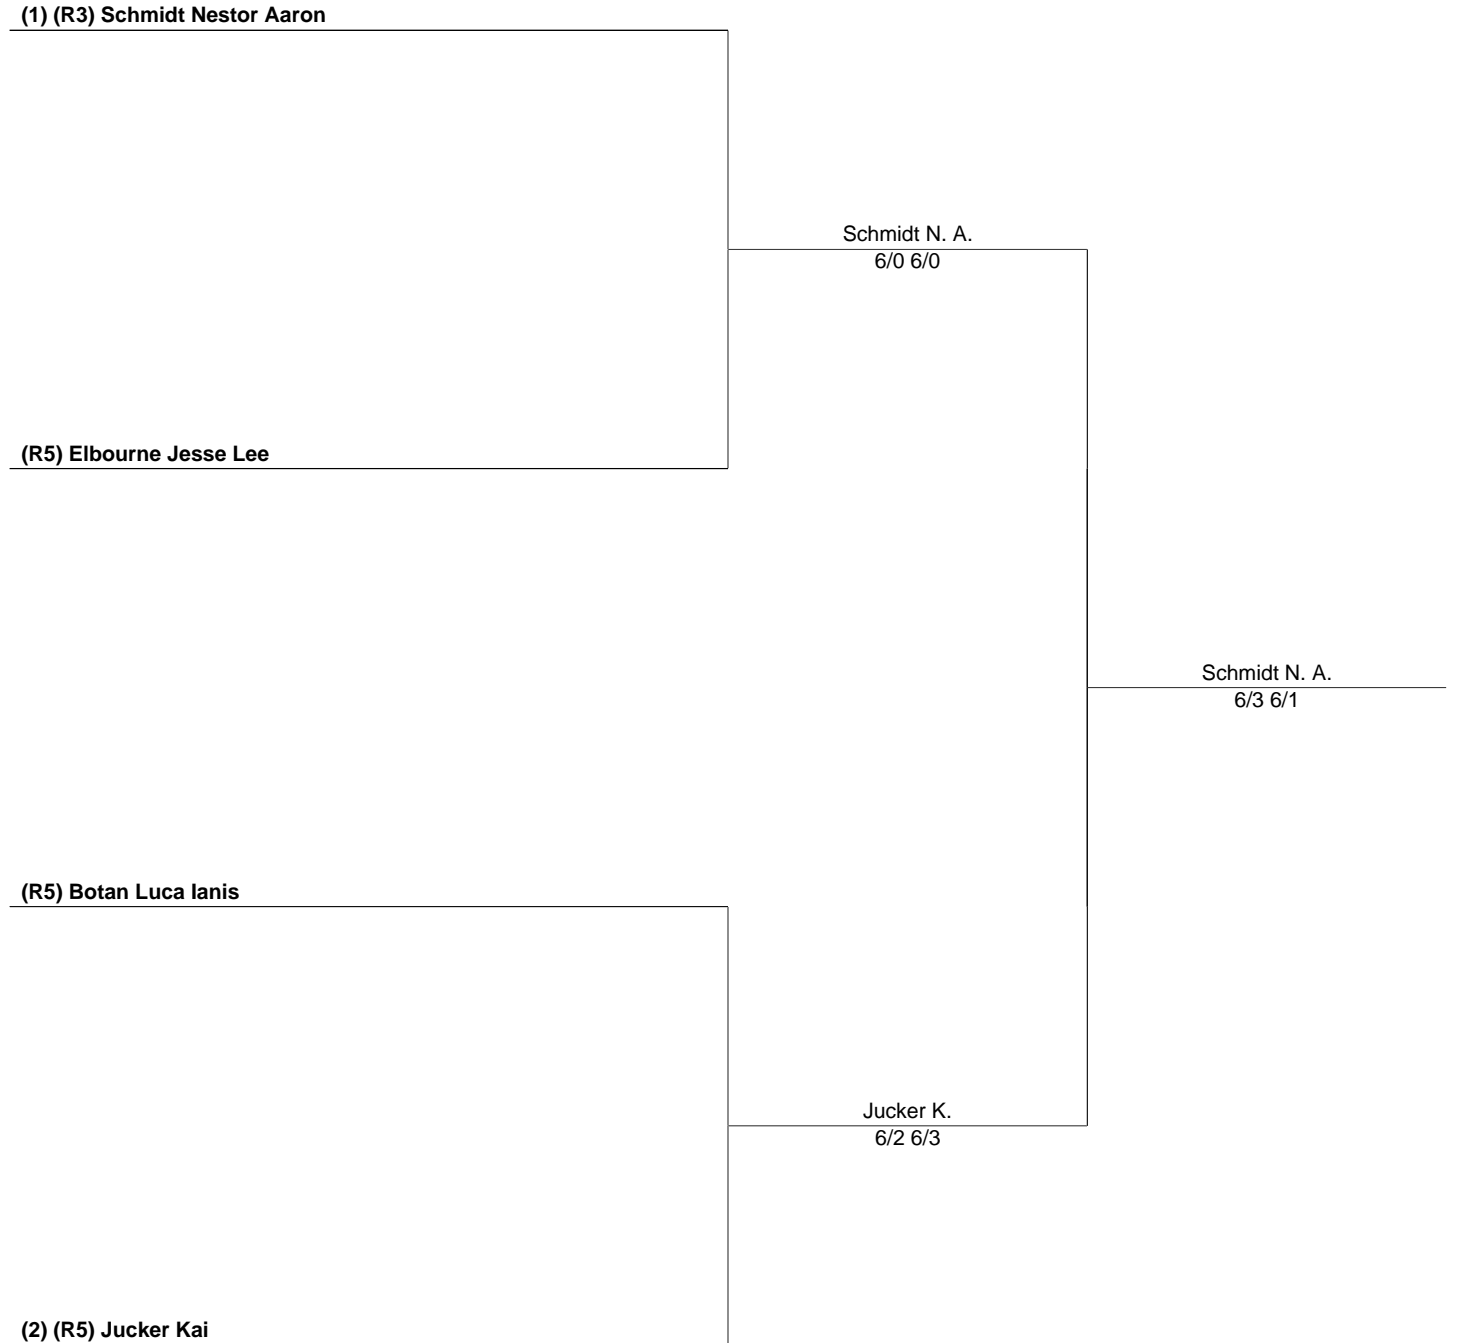 (1) (R3) Schmidt Nestor Aaron
Schmidt N. A.
6/0 6/0
(R5) Elbourne Jesse Lee
Schmidt N. A.
6/3 6/1
(R5) Botan Luca Ianis
Jucker K.
6/2 6/3
(2) (R5) Jucker Kai